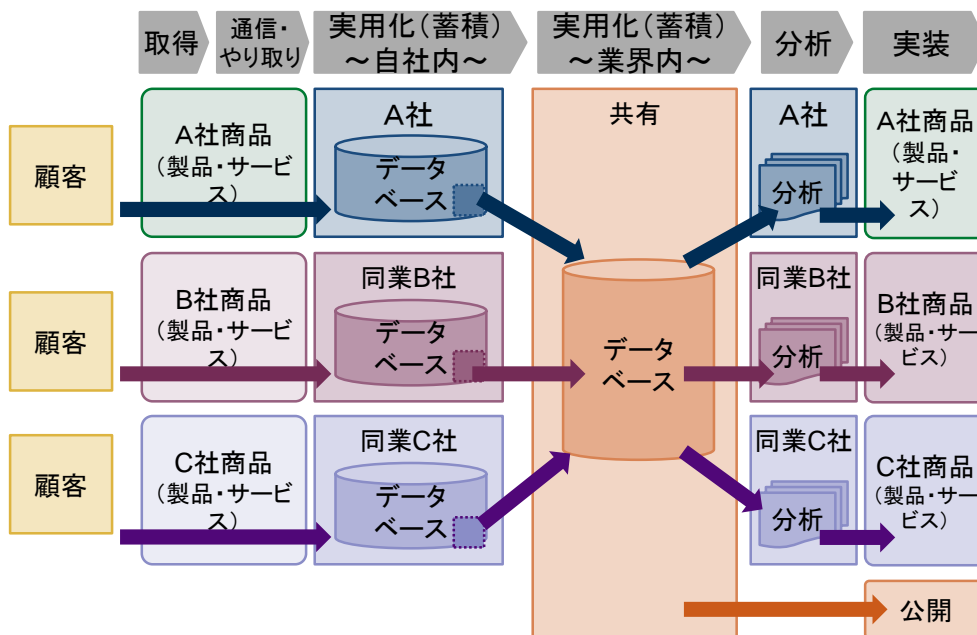 取得
通信・
やり取り
実用化（蓄積）
～自社内～
実用化（蓄積）
～業界内～
分析
実装
顧客
A社商品
（製品・サービ
ス）
A社
データ
ベース
共有
A社
分析
A社商品
（製品・
サービ
ス）
顧客
B社商品
（製品・サービ
ス）
同業B社
データ
ベース
データ
ベース
同業B社
分析
B社商品
（製品・サー
ビス）
顧客
C社商品
（製品・サービ
ス）
同業C社
データ
ベース
同業C社
分析
C社商品
（製品・サー
ビス）
公開